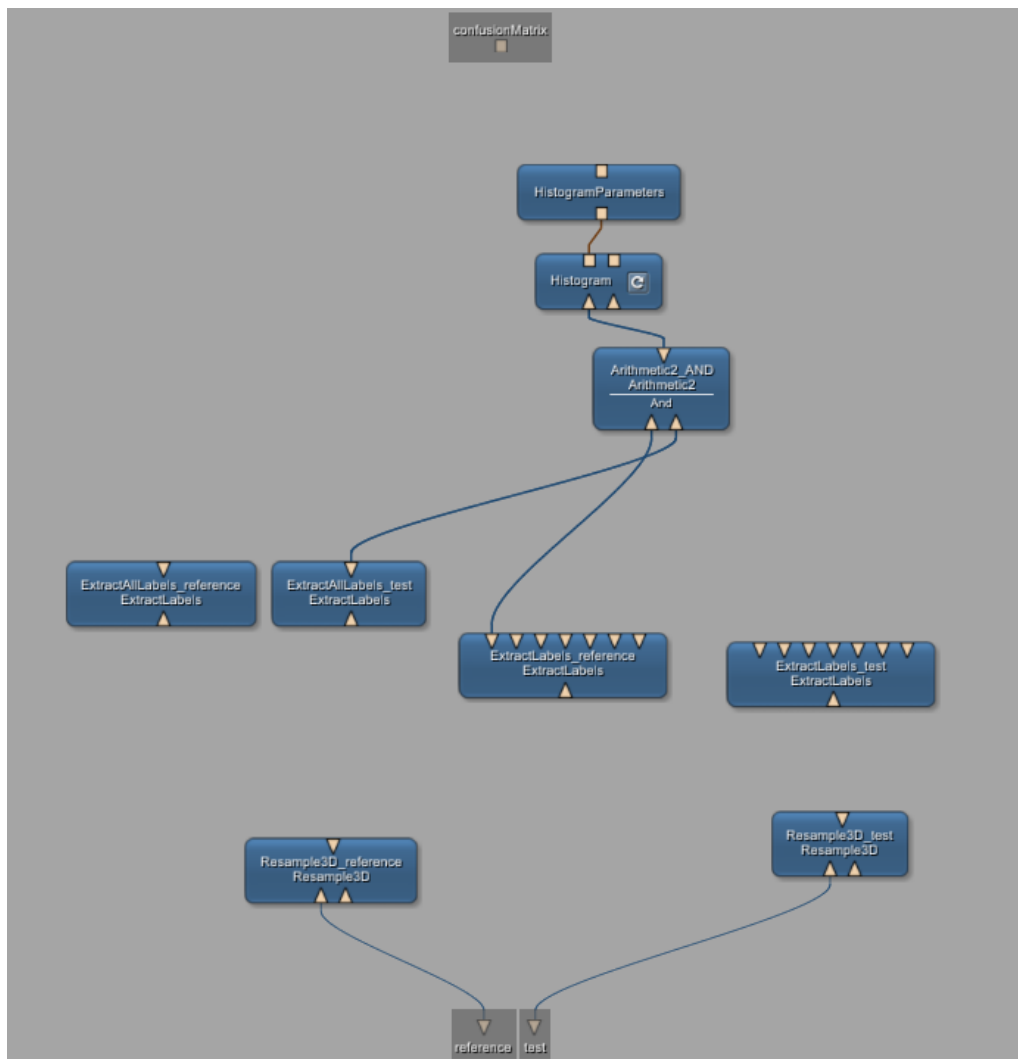 confusionMatrix
HistogramParameters
Histogram
Arithmetic2_AND
Arithmetic2
And
ExtractAllLabels_reference
ExtractLabels
ExtractAllLabels_test
ExtractLabels
ExtractLabels_reference
ExtractLabels
ExtractLabels_test
ExtractLabels
Resample3D_test
Resample3D
Resample3D_reference
Resample3D
reference
test